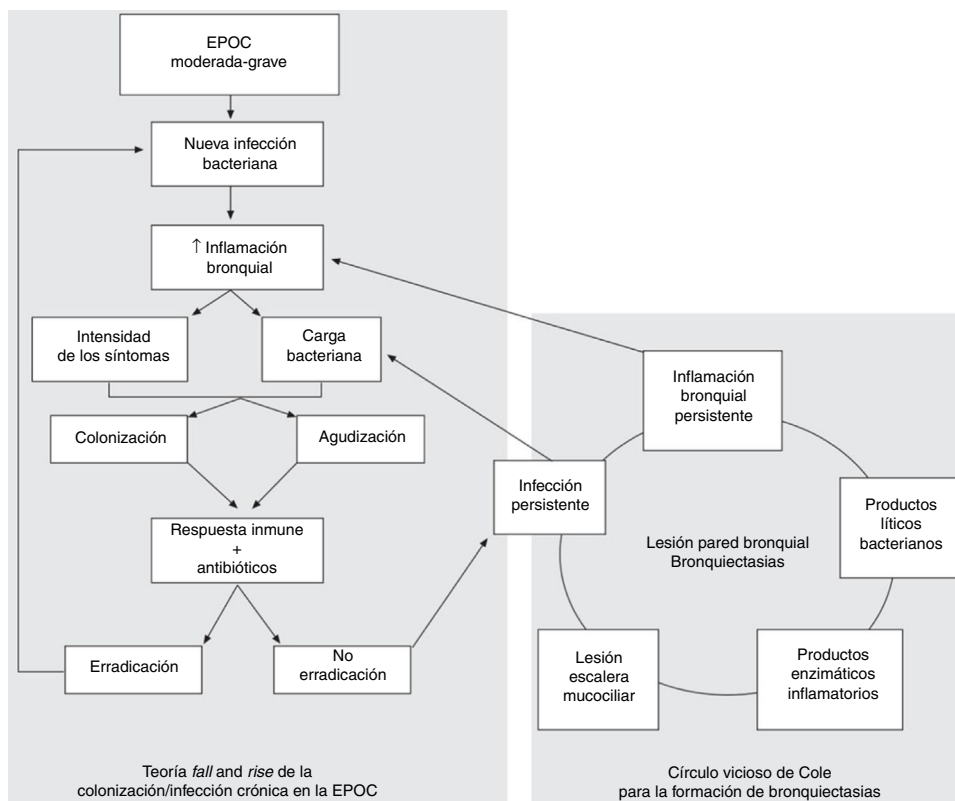 EPOC
moderada-grave
Nueva infección
bacteriana
↑ Inflamación
bronquial
Intensidad
de los síntomas
Carga
bacteriana
Colonización
Agudización
Respuesta inmune
+
antibióticos
Erradicación
No
erradicación
Teoría fall and rise de la
colonización/infección crónica en la EPOC
Inflamación
bronquial
persistente
Infección
persistente
Productos
líticos
bacterianos
Lesión pared bronquial
Bronquiectasias
Lesión
escalera
mucociliar
Productos
enzimáticos
inflamatorios
Círculo vicioso de Cole
para la formación de bronquiectasias